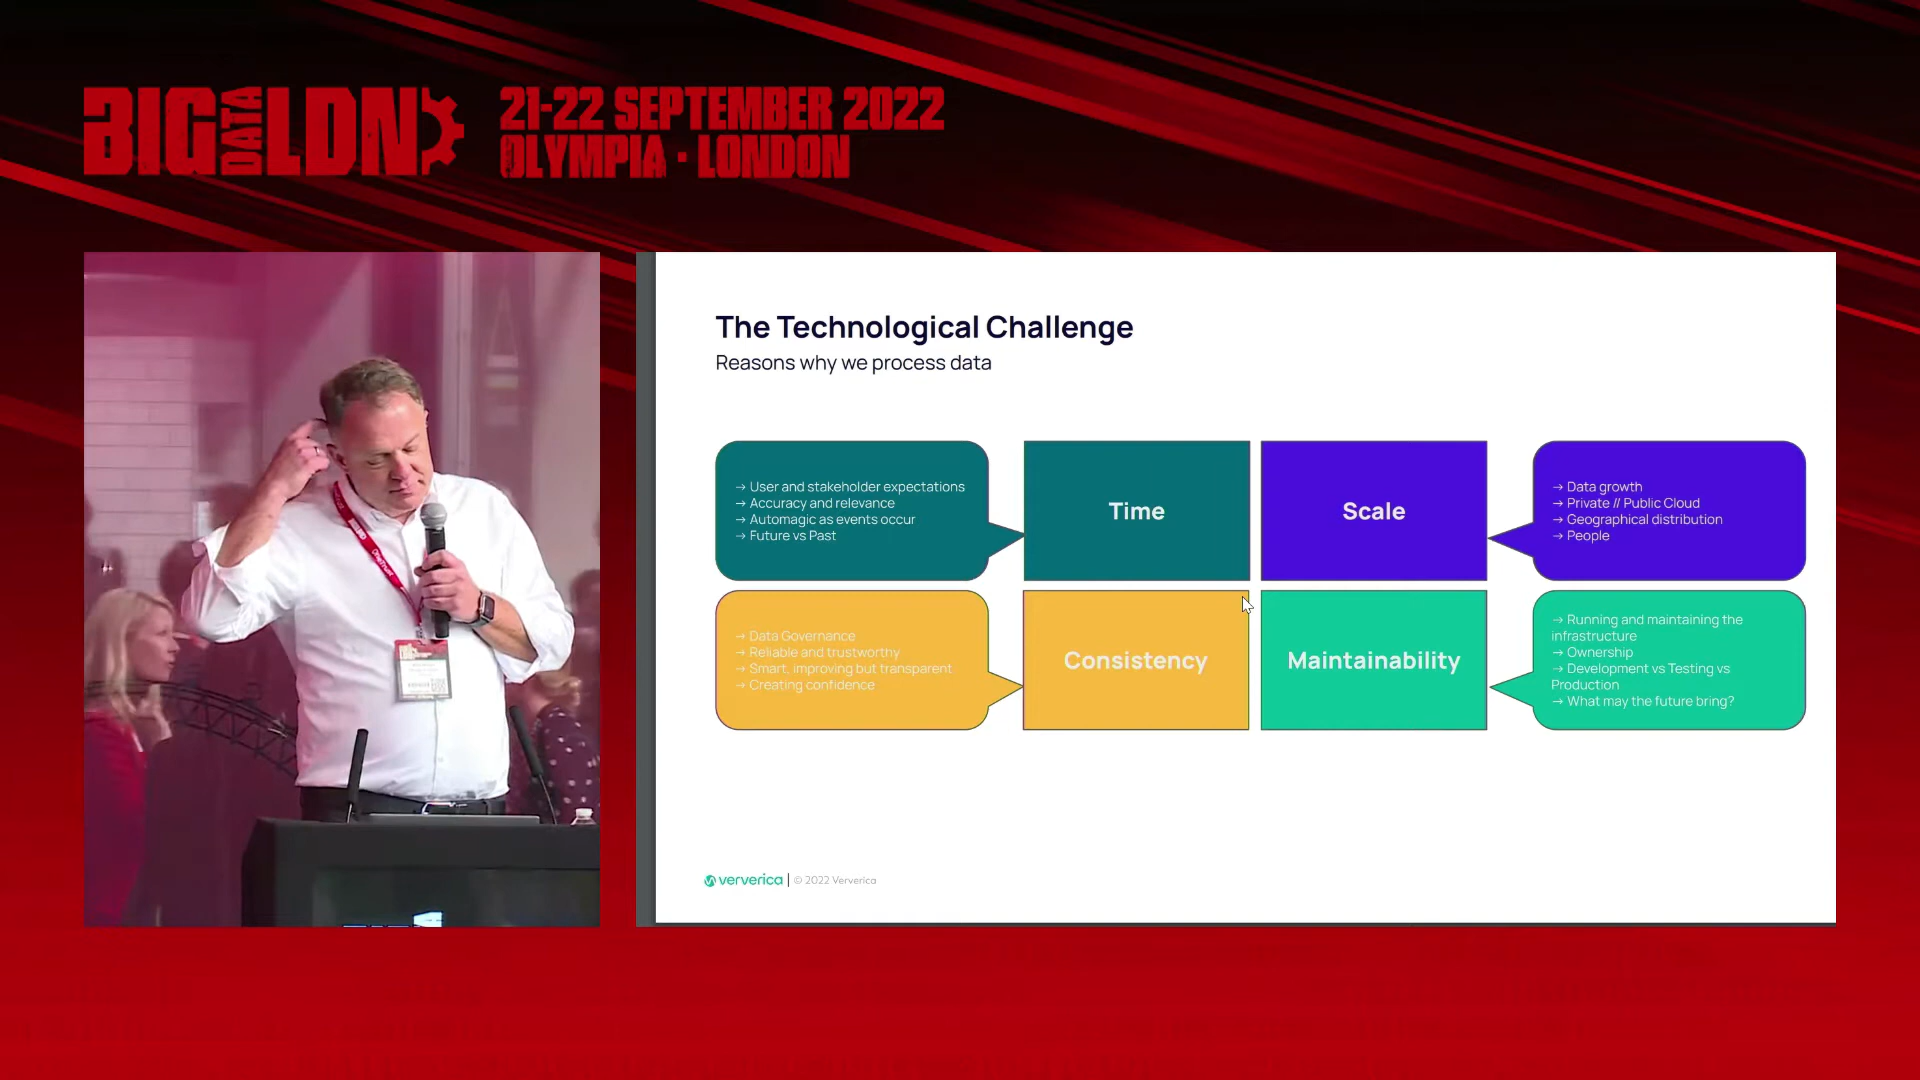 BIG DATA LDN
21-22 SEPTEMBER 2022
OLYMPIA · LONDON
The Technological Challenge
Reasons why we process data
→ User and stakeholder expectations
→ Accuracy and relevance
→ Automagic as events occur
→ Future vs Past
Time
Scale
→ Data growth
→ Private // Public Cloud
→ Geographical distribution
→ People
→ Data Governance
→ Reliable and trustworthy
→ Smart, improving but transparent
→ Creating confidence
Consistency
Maintainability
→ Running and maintaining the
infrastructure
→ Ownership
→ Development vs Testing vs
Production
→ What may the future bring?
ververica | © 2022 Ververica